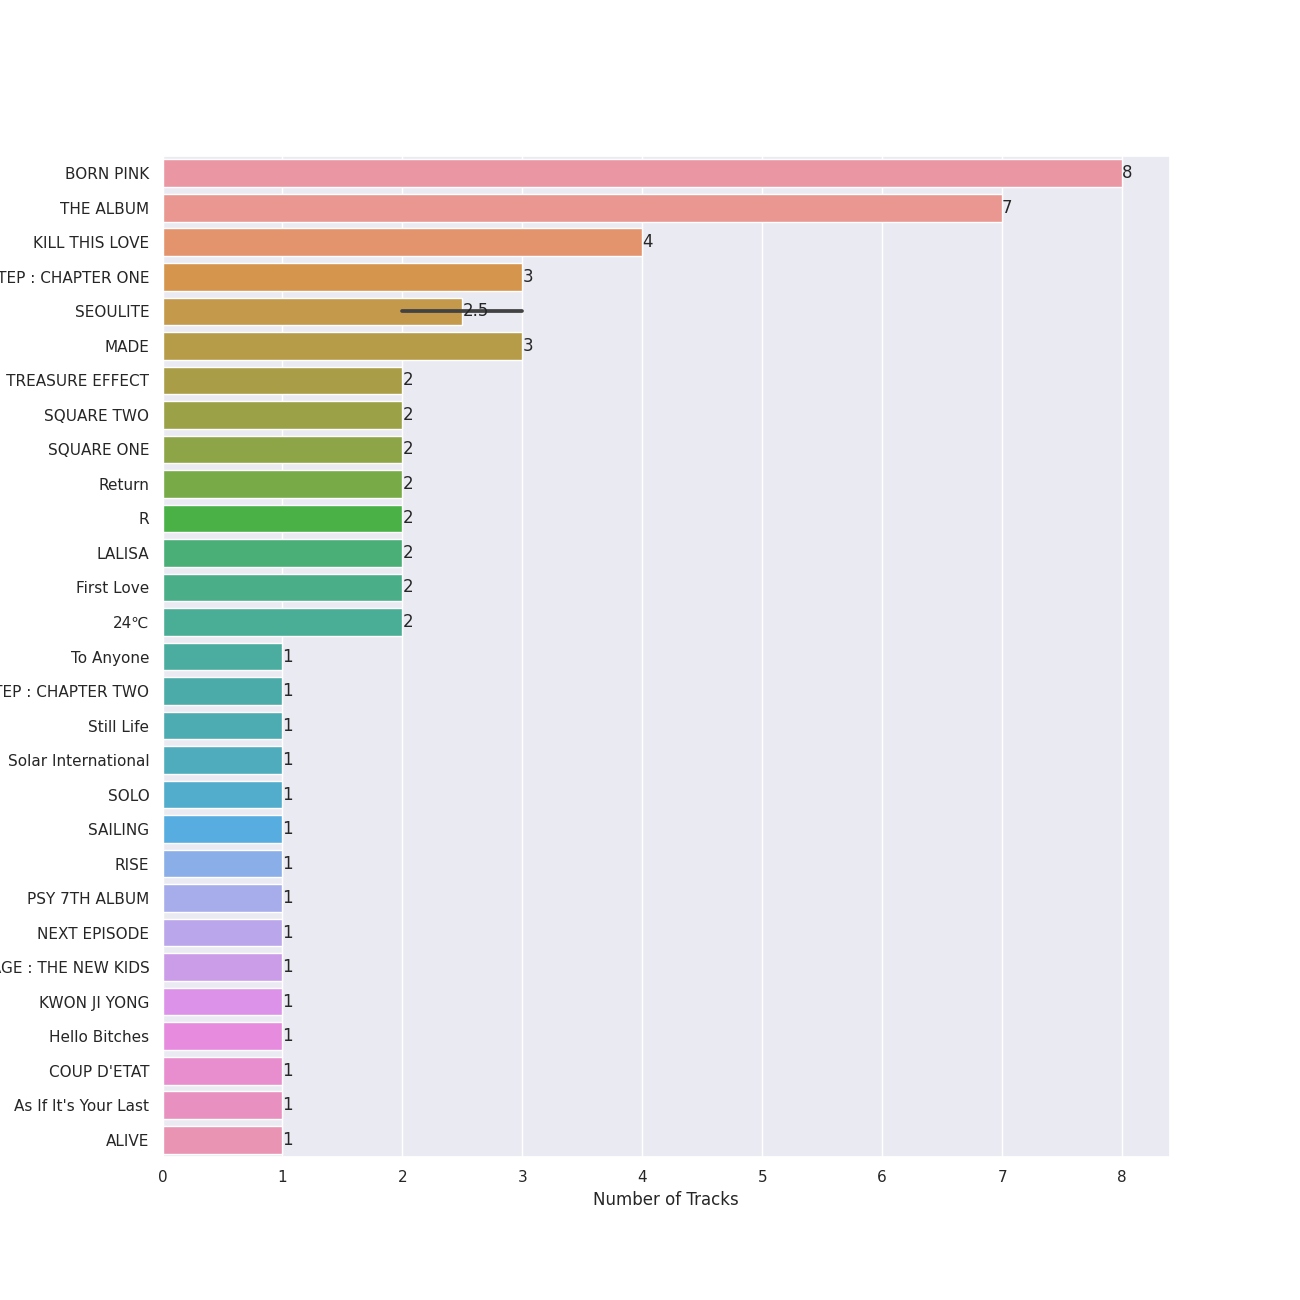 BORN PINK 8
THE ALBUM 7
KILL THIS LOVE 4
TEP : CHAPTER ONE 3
SEOULITE 2.5
MADE 3
TREASURE EFFECT 2
SQUARE TWO 2
SQUARE ONE 2
Return 2
R 2
LALISA 2
First Love 2
24℃ 2
To Anyone 1
TEP : CHAPTER TWO 1
Still Life 1
Solar International 1
SOLO 1
SAILING 1
RISE 1
PSY 7TH ALBUM 1
NEXT EPISODE 1
GE : THE NEW KIDS 1
KWON JI YONG 1
Hello Bitches 1
COUP D'ETAT 1
As If It's Your Last 1
ALIVE 1
0 1 2 3 4 5 6 7 8
Number of Tracks